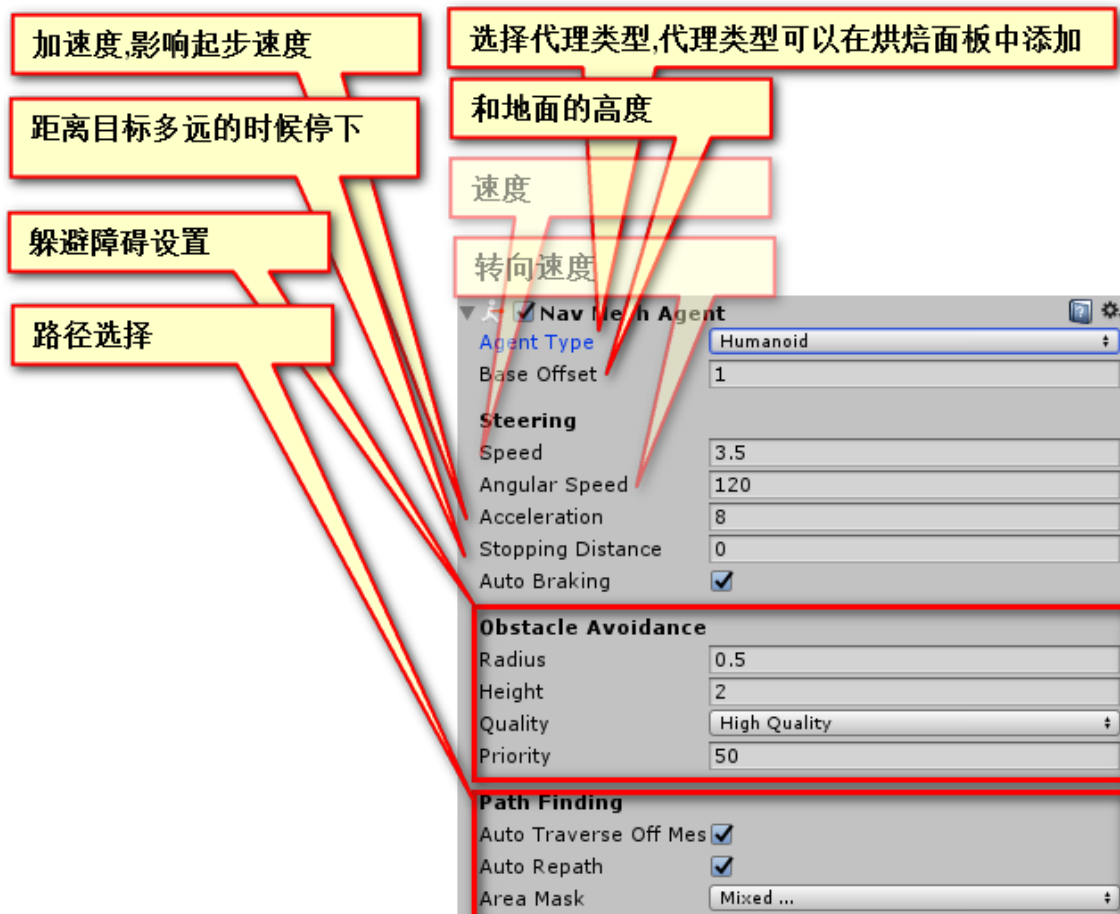 加速度,影响起步速度
选择代理类型,代理类型可以在烘焙面板中添加
距离目标多远的时候停下
和地面的高度
速度
躲避障碍设置
转向速度
路径选择
Nav Mesh Agent
Agent Type Humanoid
Base Offset 1
Steering
Speed 3.5
Angular Speed 120
Acceleration 8
Stopping Distance 0
Auto Braking
Obstacle Avoidance
Radius 0.5
Height 2
Quality High Quality
Priority 50
Path Finding
Auto Traverse Off Mes
Auto Repath
Area Mask Mixed ...